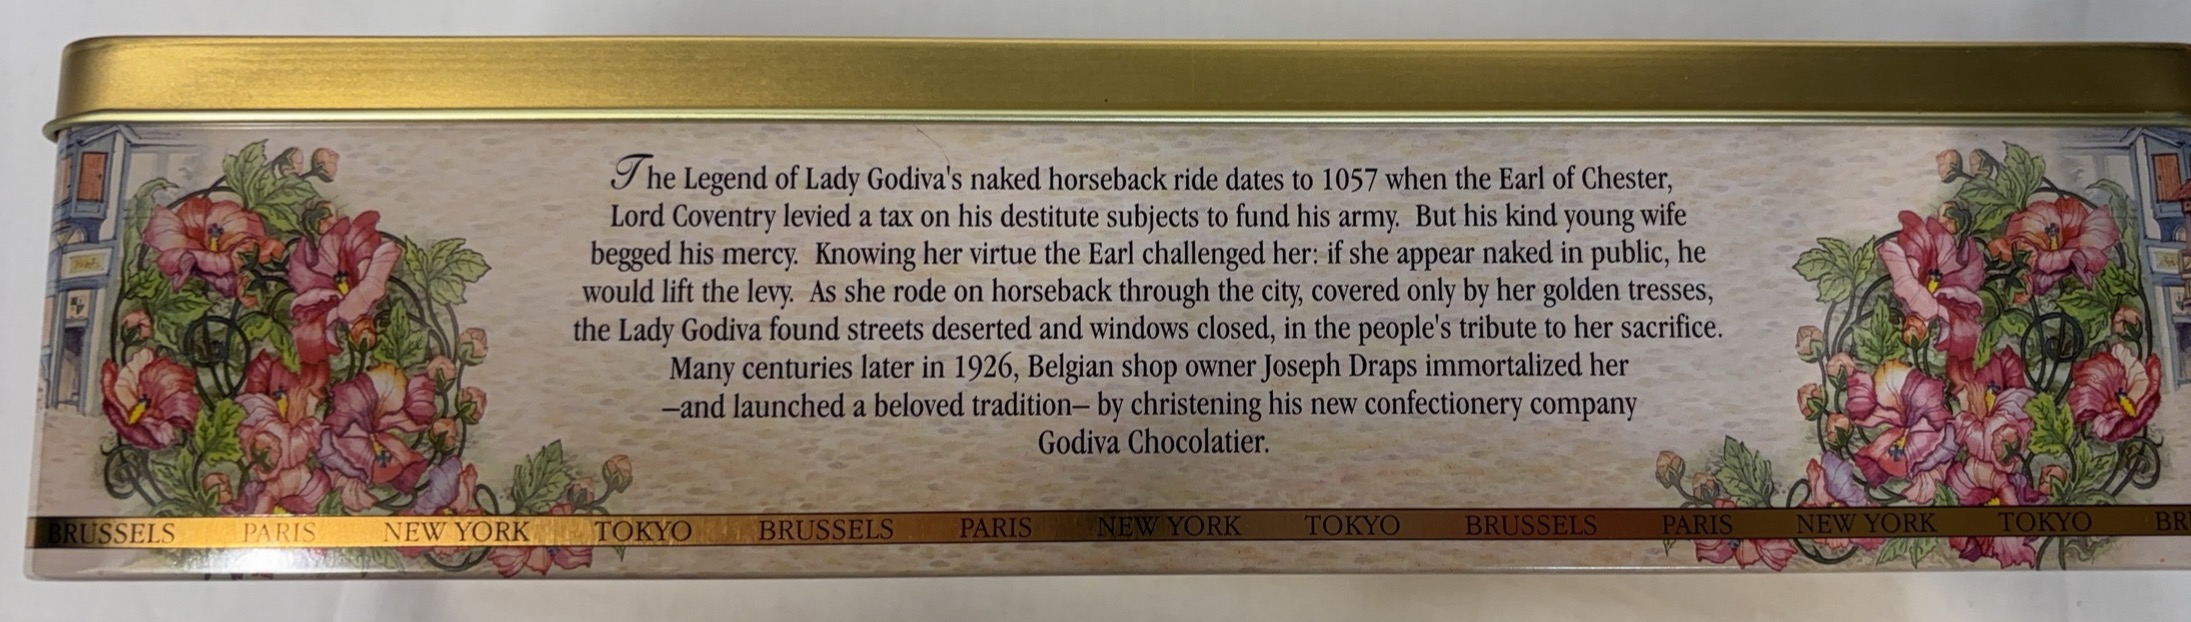 The Legend of Lady Godiva's naked horseback ride dates to 1057 when the Earl of Chester,
Lord Coventry levied a tax on his destitute subjects to fund his army. But his kind young wife
begged his mercy. Knowing her virtue the Earl challenged her: if she appear naked in public, he
would lift the levy. As she rode on horseback through the city, covered only by her golden tresses,
the Lady Godiva found streets deserted and windows closed, in the people's tribute to her sacrifice.
Many centuries later in 1926, Belgian shop owner Joseph Draps immortalized her
–and launched a beloved tradition– by christening his new confectionery company
Godiva Chocolatier.
BRUSSELS PARIS NEW YORK TOKYO BRUSSELS PARIS NEW YORK TOKYO BRUSSELS PARIS NEW YORK TOKYO BR